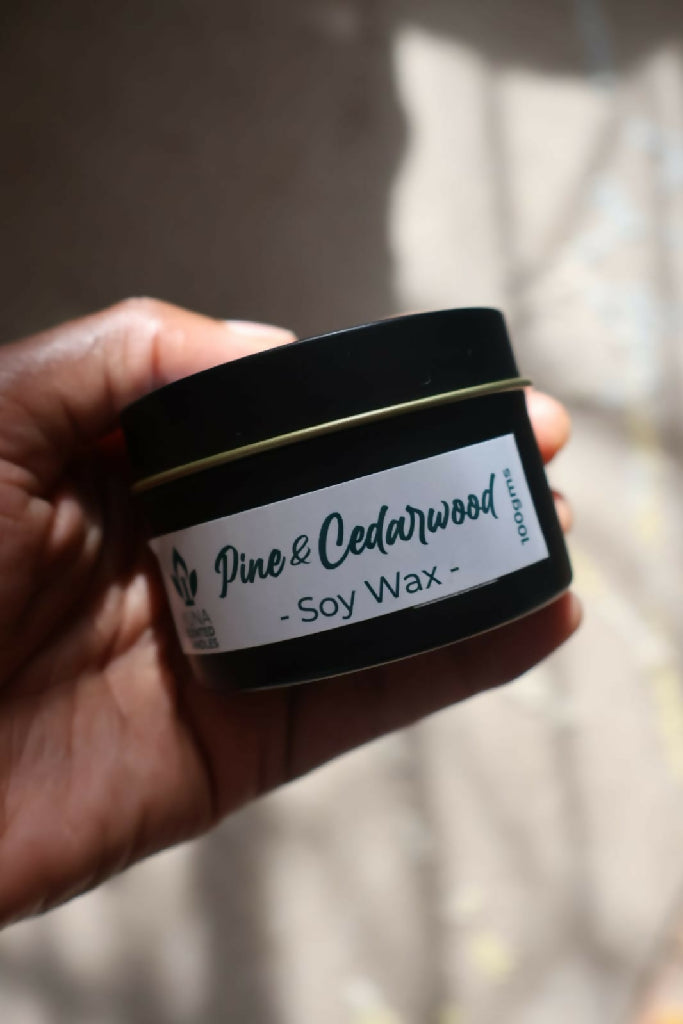 Pine & Cedarwood
- Soy Wax -
100gms